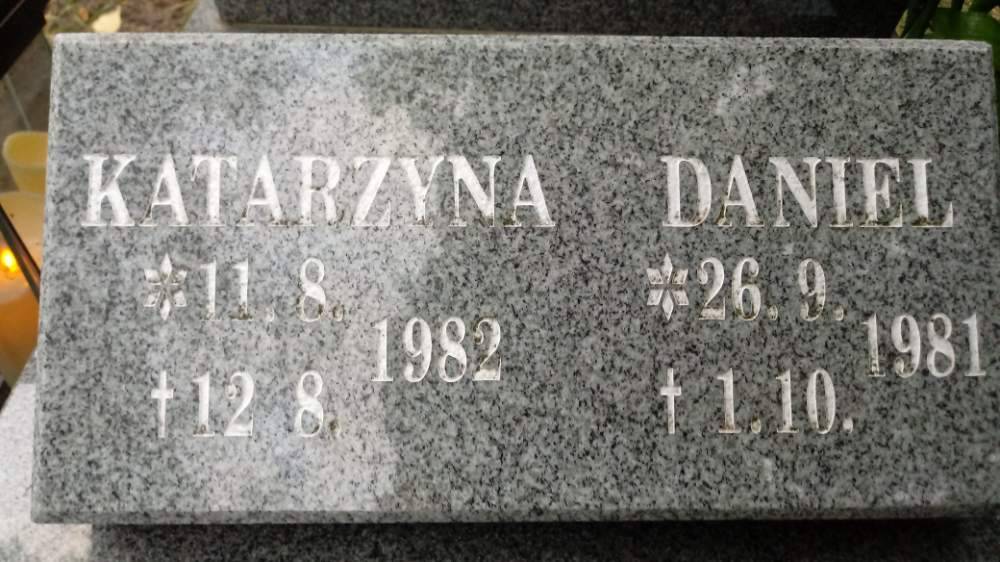 KATARZYNA DANIEL
* 11. 8. * 26. 9.
1982 1981
† 12 8. † 1.10.